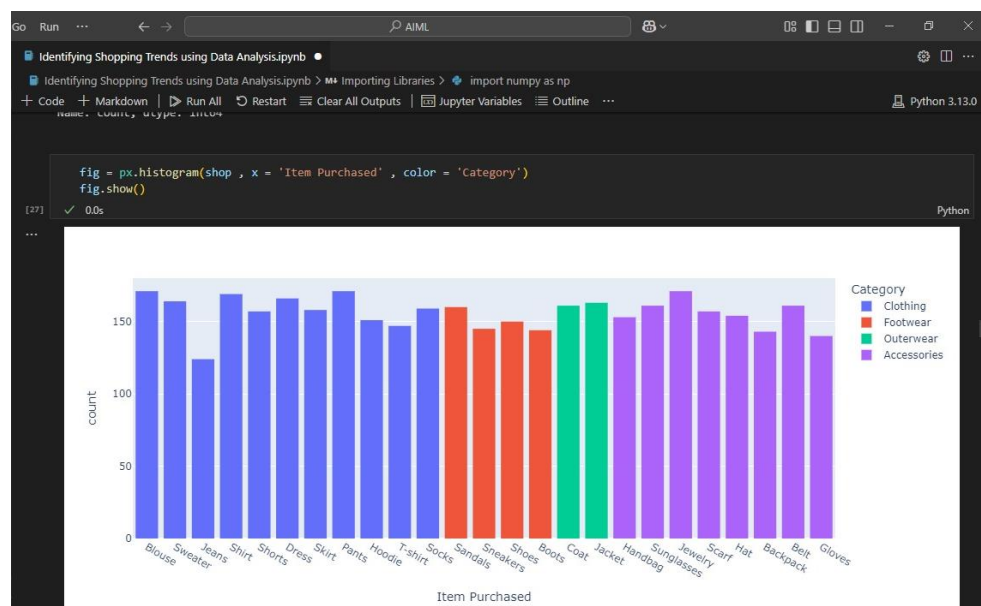 Go Run ··· ← → AIML
Identifying Shopping Trends using Data Analysis.ipynb ●
Identifying Shopping Trends using Data Analysis.ipynb > M↓ Importing Libraries > import numpy as np
+ Code + Markdown | Run All Restart Clear All Outputs | Jupyter Variables Outline ··· Python 3.13.0
Name: count, dtype: int64
fig = px.histogram(shop , x = 'Item Purchased' , color = 'Category')
fig.show()
[27] ✓ 0.0s Python
...
Category
Clothing
Footwear
Outerwear
Accessories
150
100
50
0
count
Blouse Sweater Jeans Shirt Shorts Dress Skirt Pants Hoodie T-shirt Socks Sandals Sneakers Shoes Boots Coat Jacket Handbag Sunglasses Jewelry Scarf Hat Backpack Belt Gloves
Item Purchased